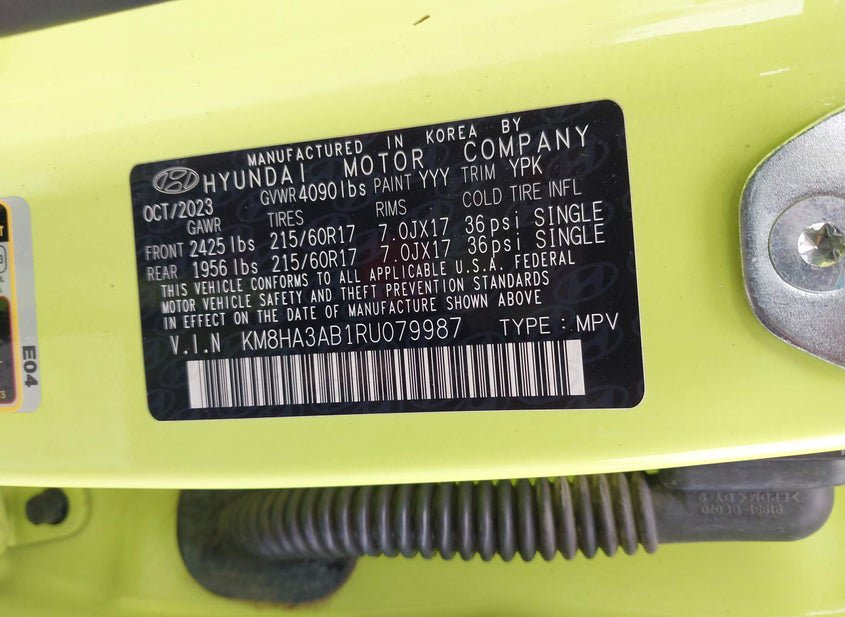 MANUFACTURED IN KOREA BY
HYUNDAI MOTOR COMPANY
OCT/2023 GVWR 4090 lbs PAINT YYY TRIM YPK
GAWR TIRES RIMS COLD TIRE INFL
FRONT 2425 lbs 215/60R17 7.0JX17 36 psi SINGLE
REAR 1956 lbs 215/60R17 7.0JX17 36 psi SINGLE
THIS VEHICLE CONFORMS TO ALL APPLICABLE U.S.A. FEDERAL
MOTOR VEHICLE SAFETY AND THEFT PREVENTION STANDARDS
IN EFFECT ON THE DATE OF MANUFACTURE SHOWN ABOVE
V.I.N KM8HA3AB1RU079987 TYPE : MPV
E04
>EPDM< DY-9